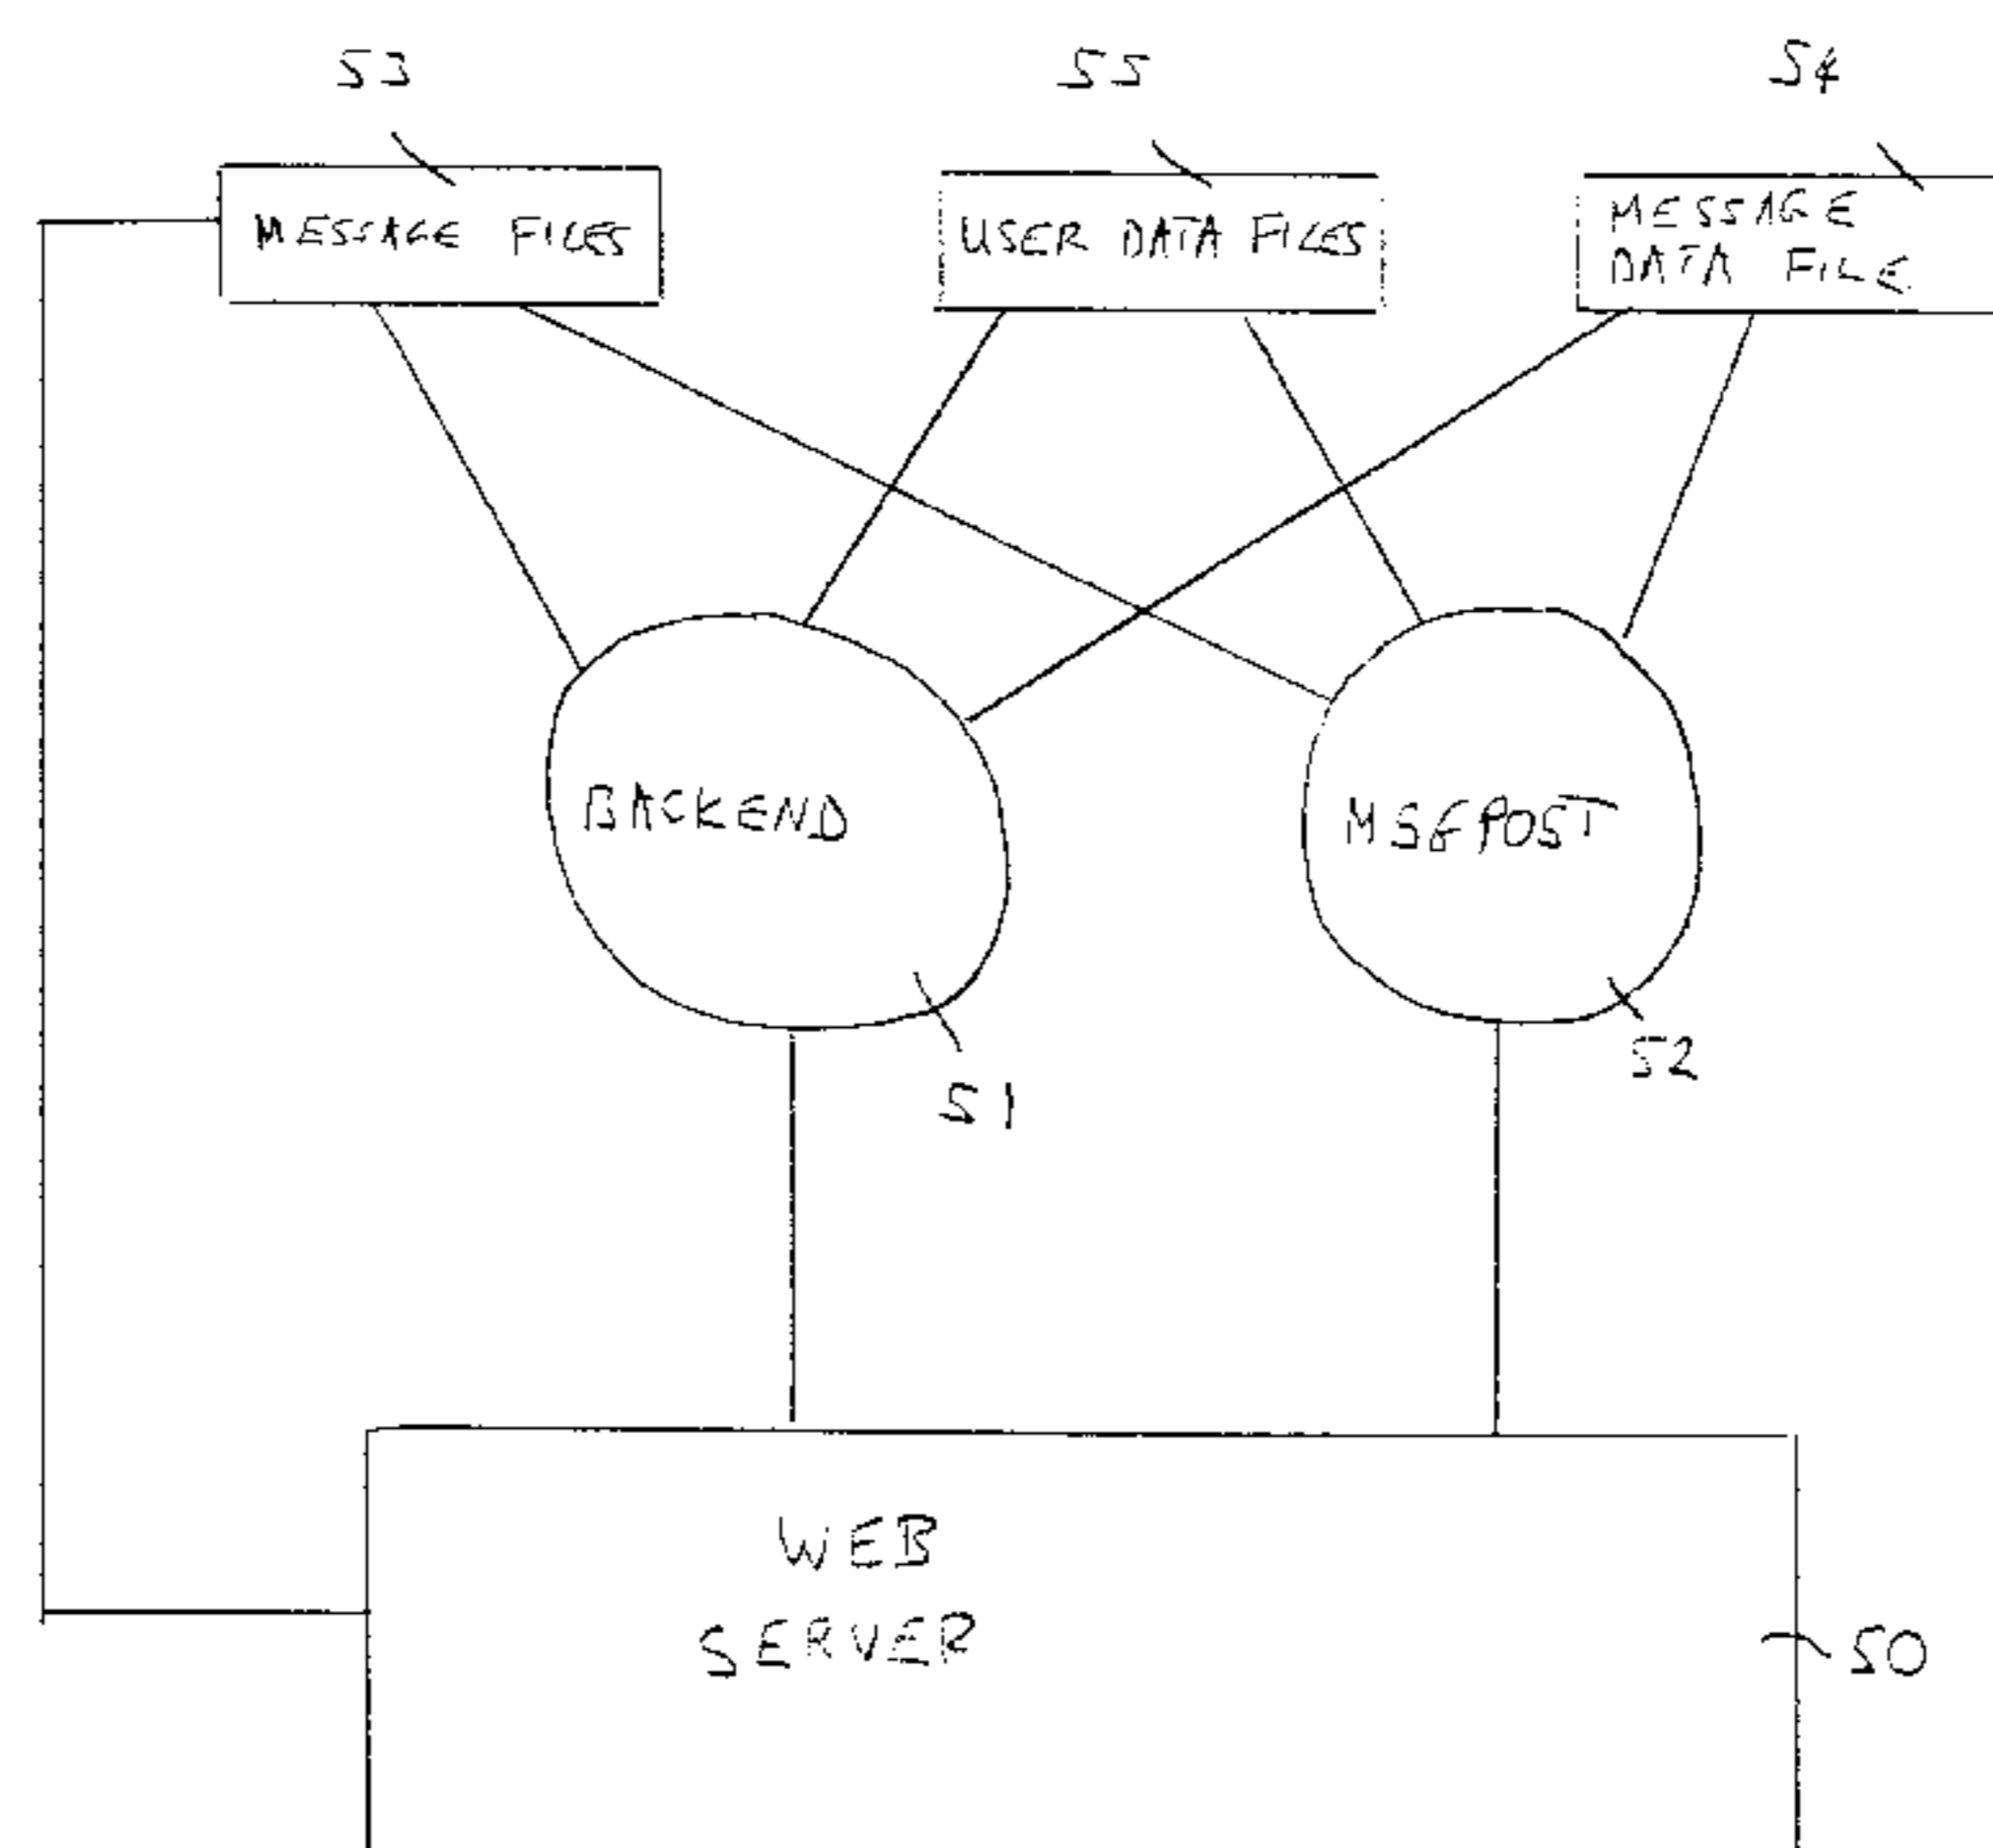 53
55
54
MESSAGE FILES
USER DATA FILES
MESSAGE
DATA FILE
BACKEND
MSGPOST
51
52
WEB
SERVER
50